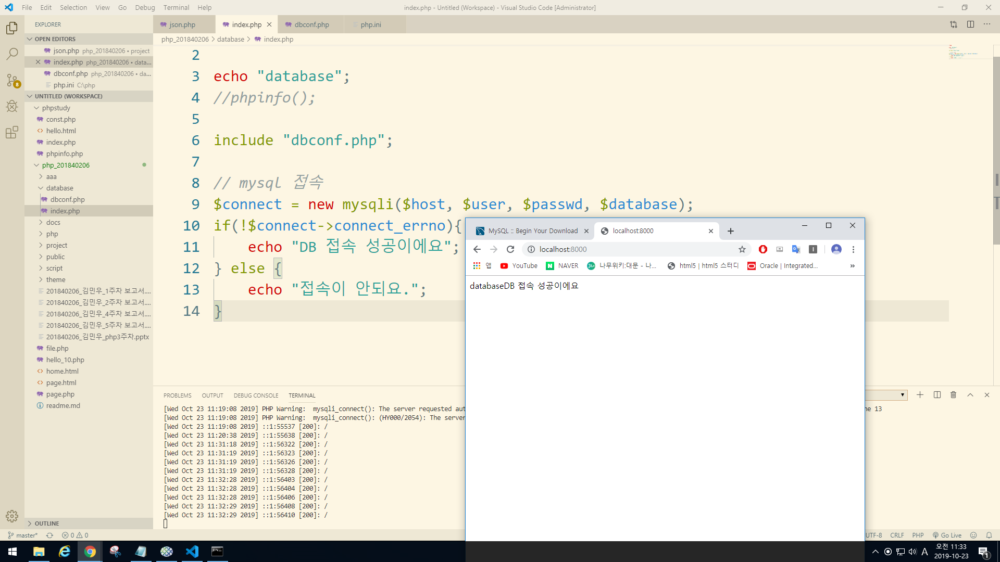 File Edit Selection View Go Debug Terminal Help
index.php - Untitled (Workspace) - Visual Studio Code [Administrator]
EXPLORER
OPEN EDITORS
json.php php_201840206 • project
index.php php_201840206 • data...
dbconf.php php_201840206 • da...
php.ini C:\php
UNTITLED (WORKSPACE)
phpstudy
const.php
hello.html
index.php
phpinfo.php
php_201840206
aaa
database
dbconf.php
index.php
docs
php
project
public
script
theme
201840206_김민우_1주차 보고서....
201840206_김민우_2주차 보고서....
201840206_김민우_4주차 보고서....
201840206_김민우_5주차 보고서....
201840206_김민우_php3주차.pptx
file.php
hello_10.php
home.html
page.html
page.php
readme.md
OUTLINE
8
json.php index.php dbconf.php php.ini
php_201840206 > database > index.php
2
3 echo "database";
4 //phpinfo();
5
6 include "dbconf.php";
7
8 // mysql 접속
9 $connect = new mysqli($host, $user, $passwd, $database);
10 if(!$connect->connect_errno){
11 echo "DB 접속 성공이에요";
12 } else {
13 echo "접속이 안되요.";
14 }
PROBLEMS OUTPUT DEBUG CONSOLE TERMINAL
[Wed Oct 23 11:19:08 2019] PHP Warning: mysqli_connect(): The server requested aut
ne 13
[Wed Oct 23 11:19:08 2019] PHP Warning: mysqli_connect(): (HY000/2054): The server
[Wed Oct 23 11:19:08 2019] ::1:55537 [200]: /
[Wed Oct 23 11:20:38 2019] ::1:55638 [200]: /
[Wed Oct 23 11:31:18 2019] ::1:56322 [200]: /
[Wed Oct 23 11:31:19 2019] ::1:56323 [200]: /
[Wed Oct 23 11:31:19 2019] ::1:56326 [200]: /
[Wed Oct 23 11:31:19 2019] ::1:56328 [200]: /
[Wed Oct 23 11:32:28 2019] ::1:56403 [200]: /
[Wed Oct 23 11:32:28 2019] ::1:56404 [200]: /
[Wed Oct 23 11:32:28 2019] ::1:56406 [200]: /
[Wed Oct 23 11:32:29 2019] ::1:56408 [200]: /
[Wed Oct 23 11:32:29 2019] ::1:56410 [200]: /
MySQL :: Begin Your Download
localhost:8000
localhost:8000
앱 YouTube NAVER 나무위키:대문 - 나... html5 | html5 스터디 Oracle | Integrated... »
databaseDB 접속 성공이에요
master* 0 0
UTF-8 CRLF PHP Go Live
A
오전 11:33
2019-10-23
1